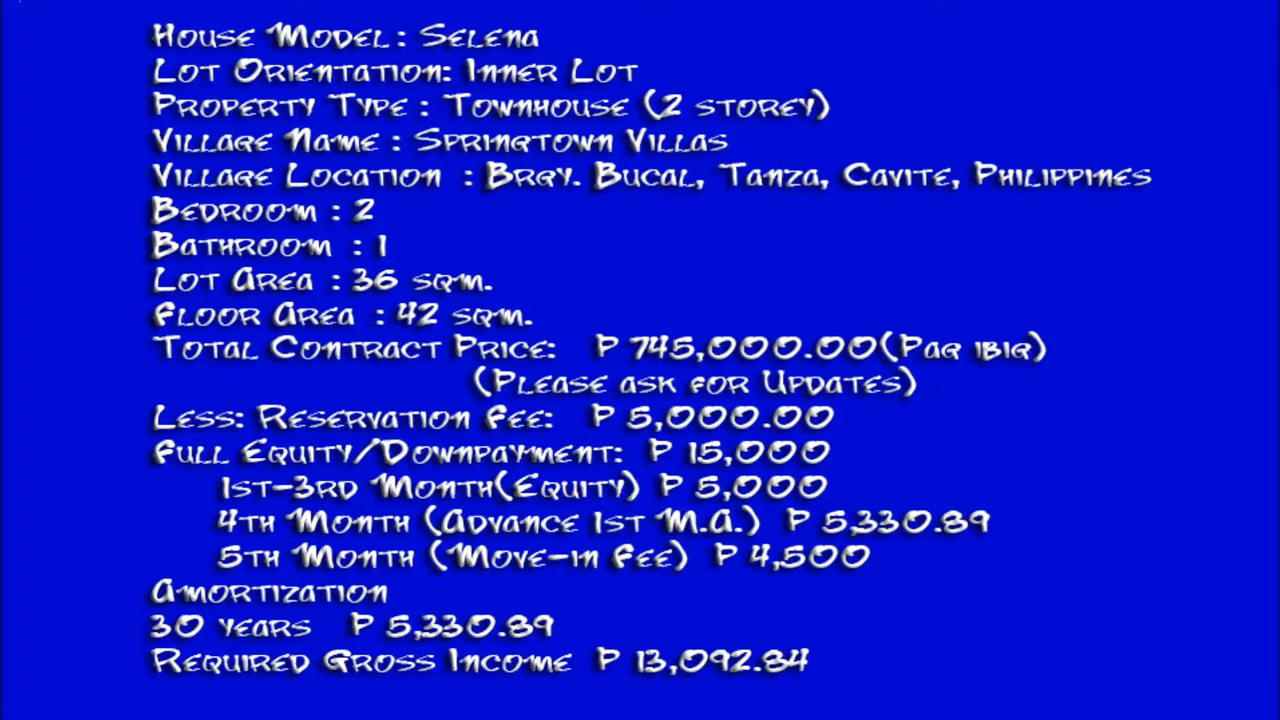 House Model : Selena
Lot Orientation: Inner Lot
Property Type : Townhouse (2 storey)
Village Name : Springtown Villas
Village Location : Brgy. Bucal, Tanza, Cavite, Philippines
Bedroom : 2
Bathroom : 1
Lot Area : 36 sqm.
Floor Area : 42 sqm.
Total Contract Price: P 745,000.00(Pag ibig)
(Please ask for Updates)
Less: Reservation Fee: P 5,000.00
Full Equity/Downpayment: P 15,000
1st-3rd Month(Equity) P 5,000
4th Month (Advance 1st M.A.) P 5,330.89
5th Month (Move-in Fee) P 4,500
Amortization
30 years P 5,330.89
Required Gross Income P 13,092.84